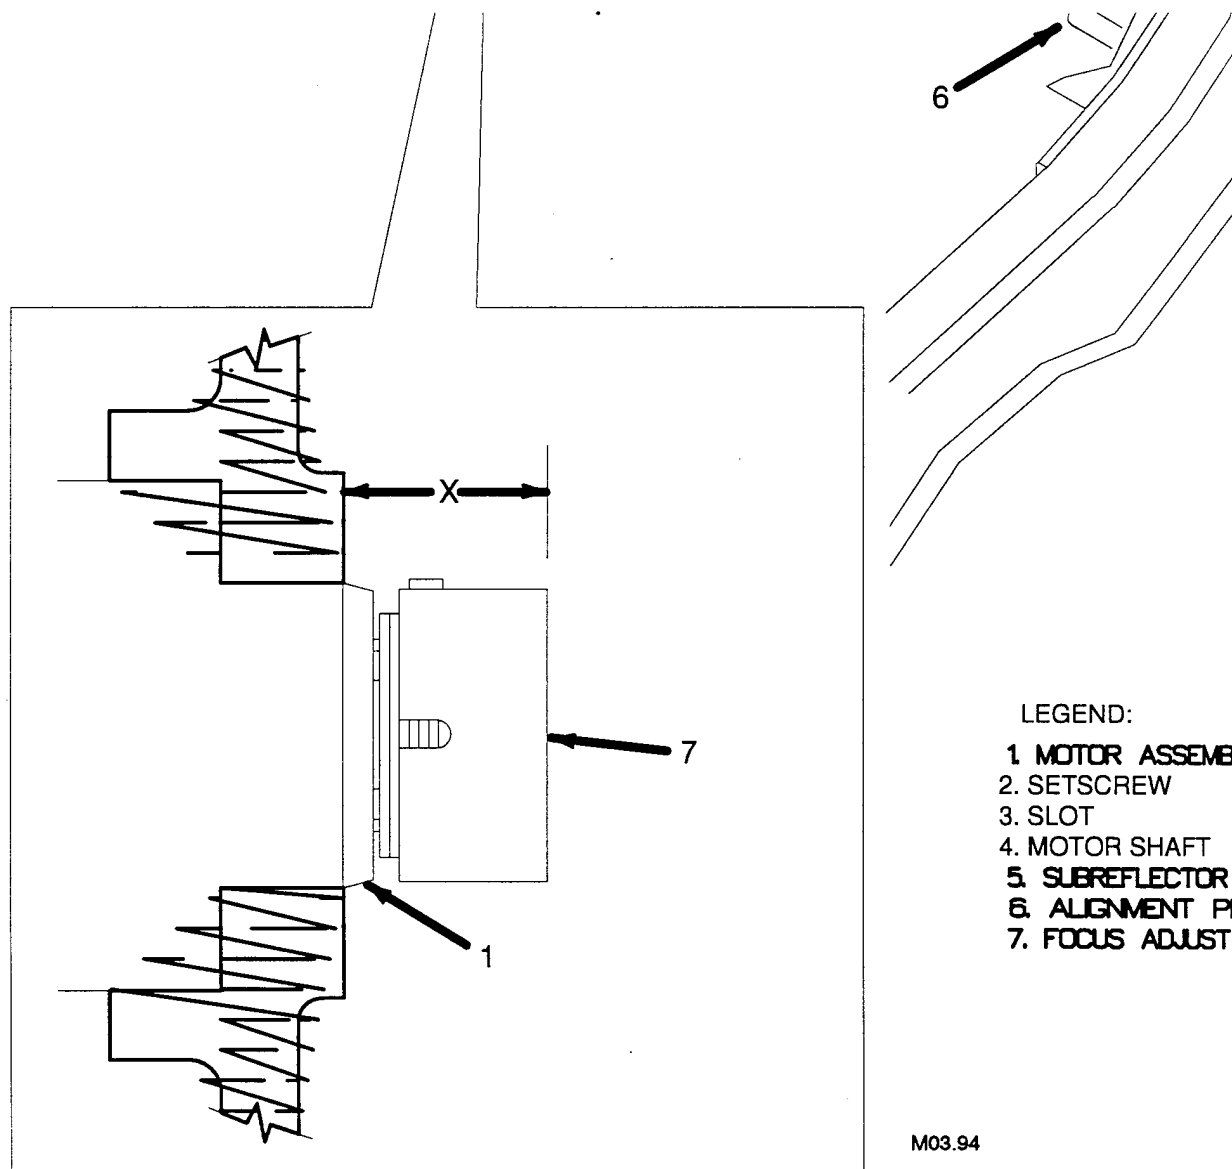 6
X
7
LEGEND:
1. MOTOR ASSEMB
2. SETSCREW
3. SLOT
4. MOTOR SHAFT
5. SUBREFLECTOR
6. ALIGNMENT
7. FOCUS ADJUST
1
M03.94